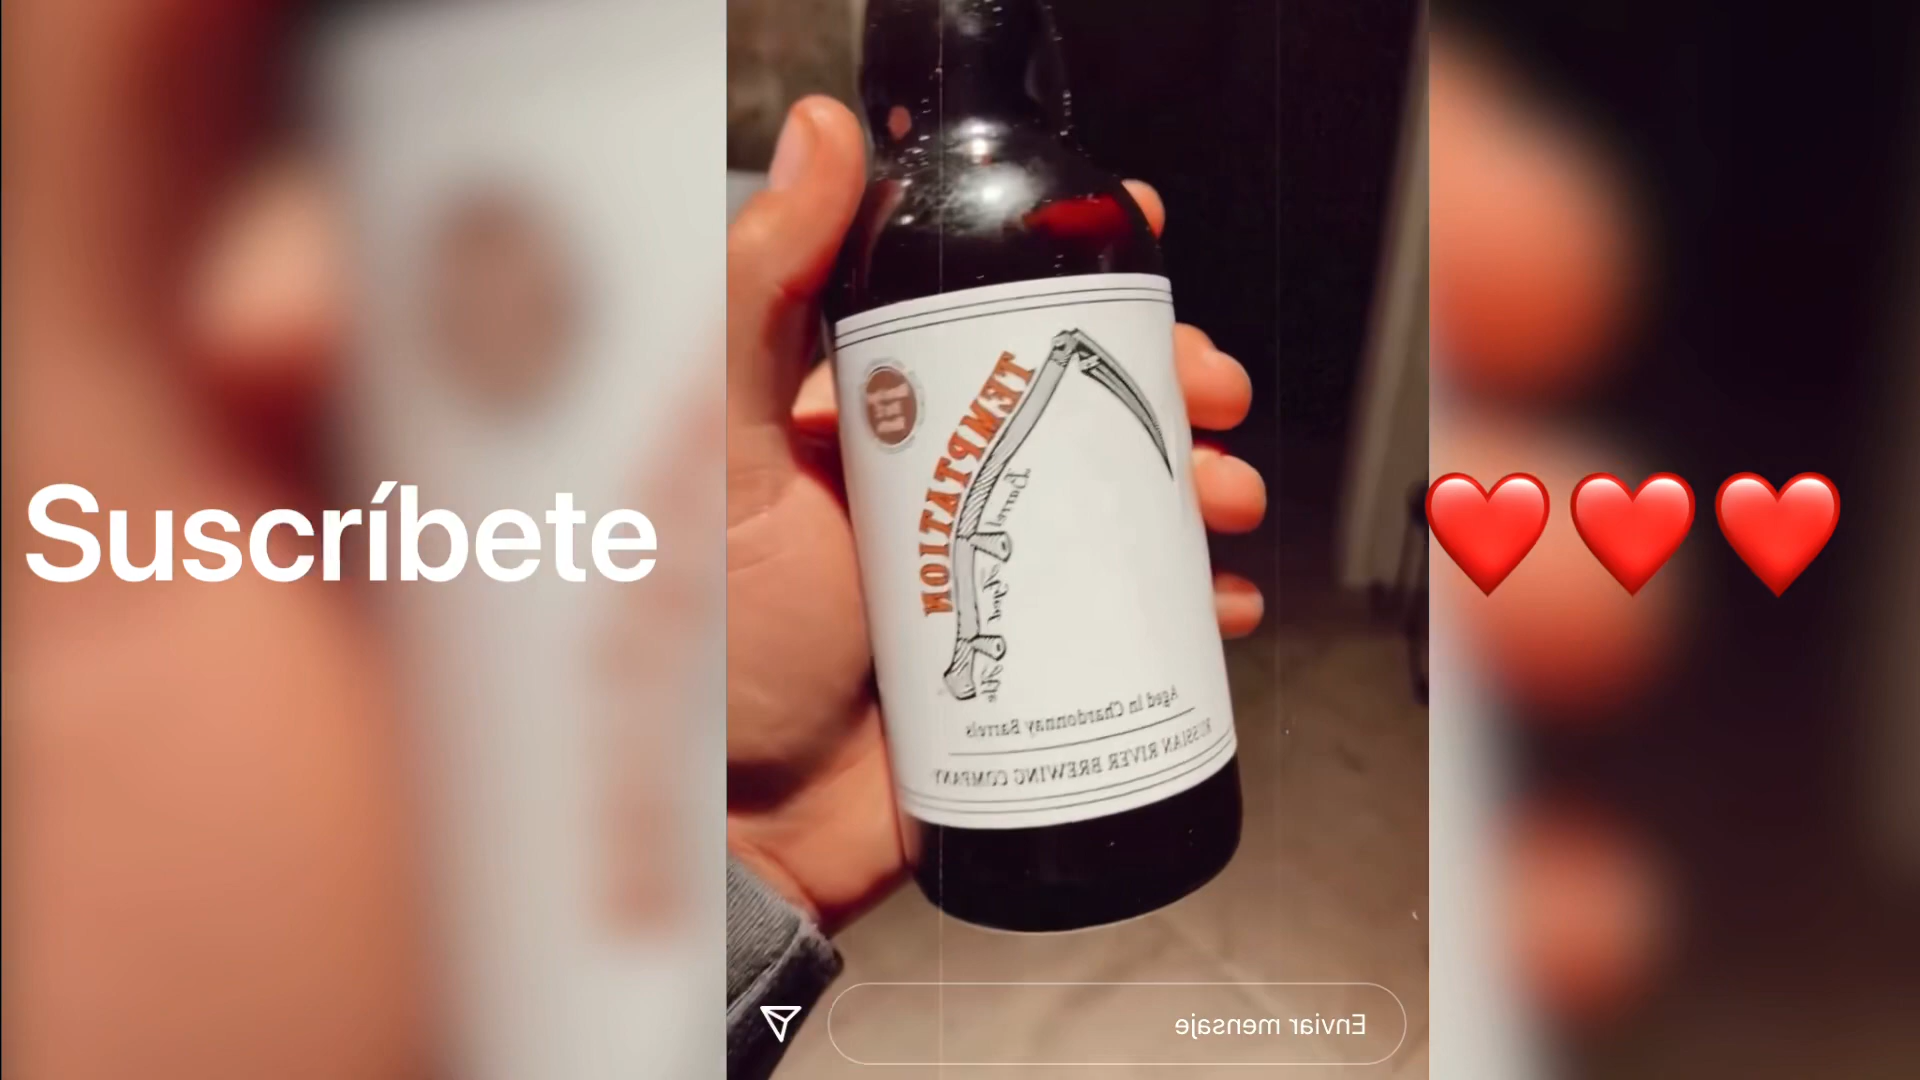 Suscríbete
TEMPTATION
Barrel
Aged
Ale
Aged in Chardonnay Barrels
RUSSIAN RIVER BREWING COMPANY
Enviar mensaje